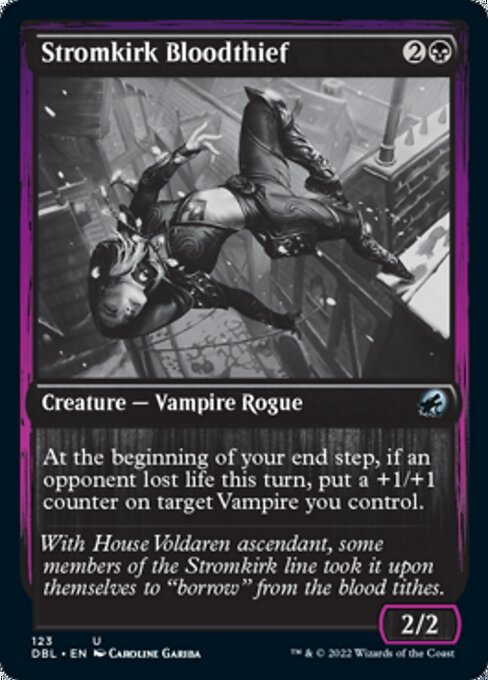 Stromkirk Bloodthief 2
Creature — Vampire Rogue
At the beginning of your end step, if an
opponent lost life this turn, put a +1/+1
counter on target Vampire you control.
With House Voldaren ascendant, some
members of the Stromkirk line took it upon
themselves to “borrow” from the blood tithes.
2/2
123 U
DBL • EN Caroline Gariba
™ & © 2022 Wizards of the Coast